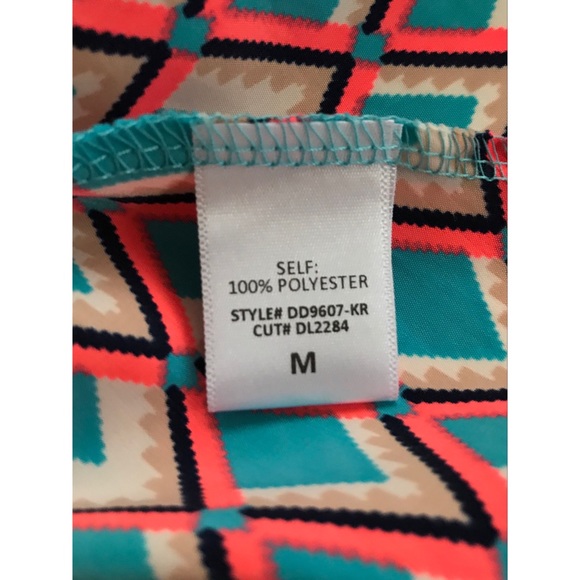 SELF:
100% POLYESTER
STYLE# DD9607-KR
CUT# DL2284
M